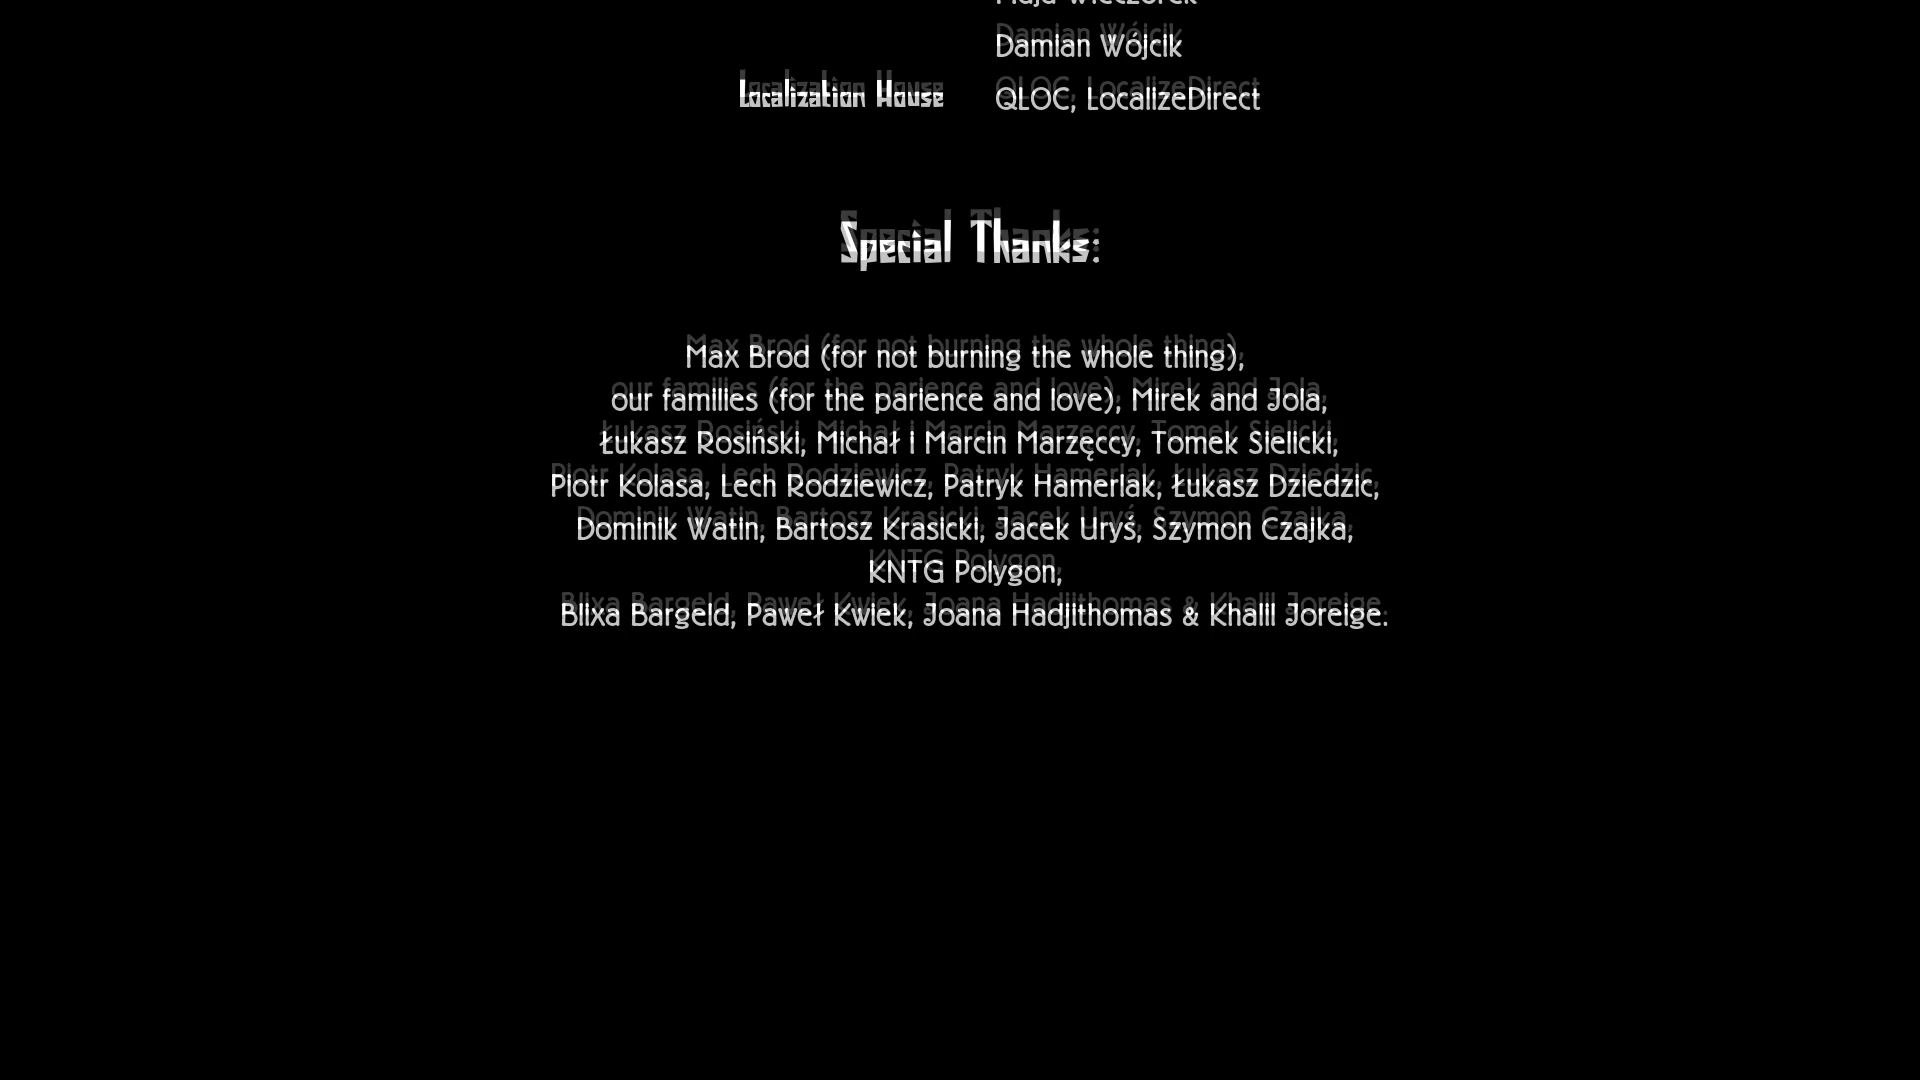 Maja Wieczorek
Damian Wójcik
Localization House QLOC, LocalizeDirect
Special Thanks:
Max Brod (for not burning the whole thing),
our families (for the parience and love), Mirek and Jola,
Łukasz Rosiński, Michał i Marcin Marzęccy, Tomek Sielicki,
Piotr Kolasa, Lech Rodziewicz, Patryk Hamerlak, Łukasz Dziedzic,
Dominik Watin, Bartosz Krasicki, Jacek Uryś, Szymon Czajka,
KNTG Polygon,
Blixa Bargeld, Paweł Kwiek, Joana Hadjithomas & Khalil Joreige.